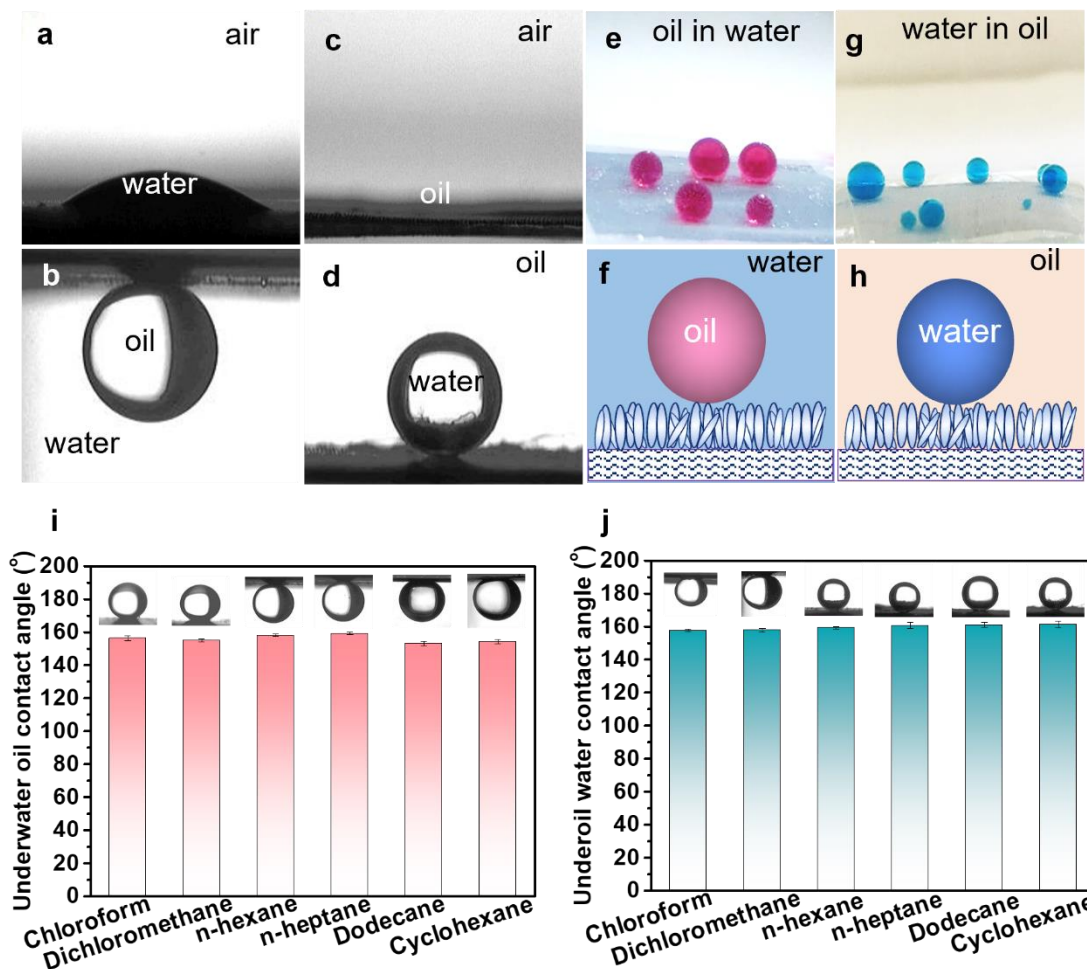 a
air
water
c
air
oil
e
oil in water
g
water in oil
b
oil
water
d
oil
water
f
water
oil
h
oil
water
i
Underwater oil contact angle (°)
200
180
160
140
120
100
80
60
40
20
0
Chloroform
Dichloromethane
n-hexane
n-heptane
Dodecane
Cyclohexane
j
Underoil water contact angle (°)
200
180
160
140
120
100
80
60
40
20
0
Chloroform
Dichloromethane
n-hexane
n-heptane
Dodecane
Cyclohexane